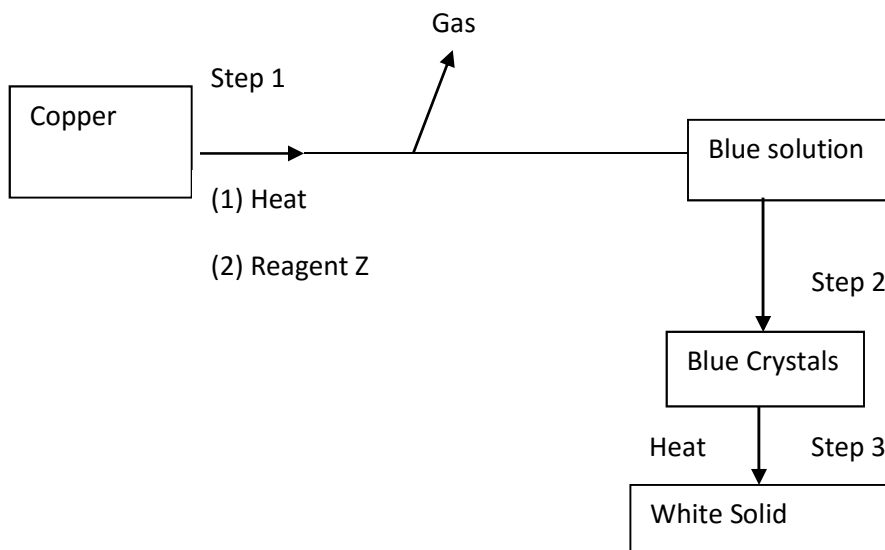 Gas
Step 1
Copper
Blue solution
(1) Heat
(2) Reagent Z
Step 2
Blue Crystals
Heat
Step 3
White Solid